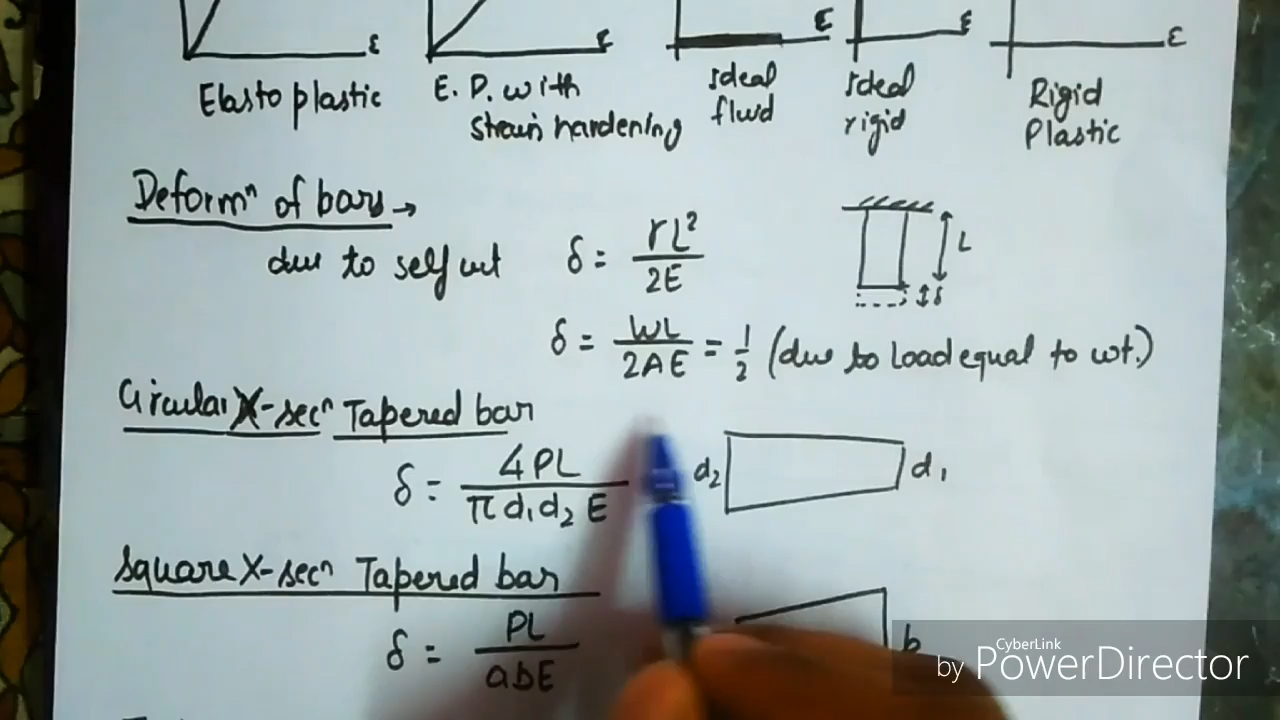 ε ε ε ε ε
Elasto plastic E. P. with Ideal Ideal Rigid
strain hardening fluid rigid Plastic
Deformⁿ of bars →
due to self wt δ = γL²/2E L
δ
δ = WL/2AE = 1/2 (due to Load equal to wt.)
Circular X-secⁿ Tapered bar
δ = 4PL/π d₁d₂ E d₂ d₁
Square X-secⁿ Tapered bar
δ = PL/abE b
CyberLink
by PowerDirector